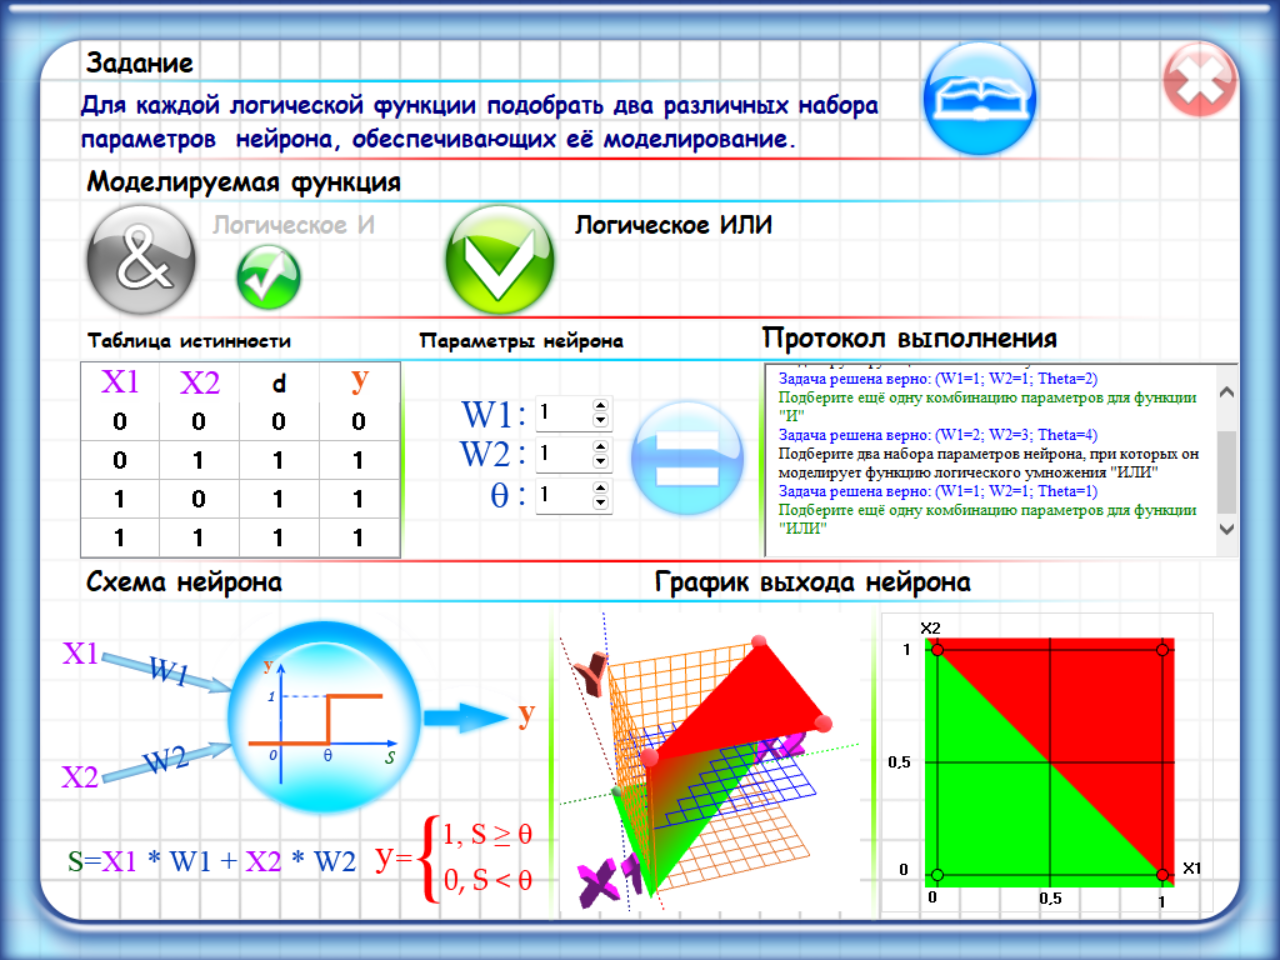 Задание
Для каждой логической функции подобрать два различных набора
параметров нейрона, обеспечивающих её моделирование.
Моделируемая функция
& Логическое И
Логическое ИЛИ
Таблица истинности
X1 X2 d y
0 0 0 0
0 1 1 1
1 0 1 1
1 1 1 1
Параметры нейрона
W1: 1
W2: 1
θ: 1
Протокол выполнения
Задача решена верно: (W1=1; W2=1; Theta=2)
Подберите ещё одну комбинацию параметров для функции
"И"
Задача решена верно: (W1=2; W2=3; Theta=4)
Подберите два набора параметров нейрона, при которых он
моделирует функцию логического умножения "ИЛИ"
Задача решена верно: (W1=1; W2=1; Theta=1)
Подберите ещё одну комбинацию параметров для функции
"ИЛИ"
Схема нейрона
X1 W1
X2 W2
y
1
0 θ S
y
S=X1 * W1 + X2 * W2
y={
1, S ≥ θ
0, S < θ
График выхода нейрона
Y
X2
X1
X2
1
0,5
0
X1
0 0,5 1